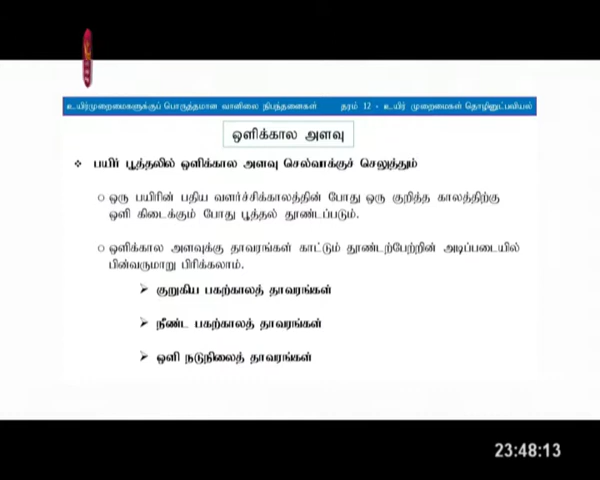 உயிர்முறைமைகளுக்குப் பொருத்தமான வானிலை நிபந்தனைகள் தரம் 12 - உயிர் முறைமைகள் தொழினுட்பவியல்
ஒளிக்கால அளவு
❖ பயிர் பூத்தலில் ஒளிக்கால அளவு செல்வாக்குச் செலுத்தும்
○ ஒரு பயிரின் பதிய வளர்ச்சிக்காலத்தின் போது ஒரு குறித்த காலத்திற்கு
ஒளி கிடைக்கும் போது பூத்தல் தூண்டப்படும்.
○ ஒளிக்கால அளவுக்கு தாவரங்கள் காட்டும் தூண்டற்பேற்றின் அடிப்படையில்
பின்வருமாறு பிரிக்கலாம்.
➢ குறுகிய பகற்காலத் தாவரங்கள்
➢ நீண்ட பகற்காலத் தாவரங்கள்
➢ ஒளி நடுநிலைத் தாவரங்கள்
23:48:13